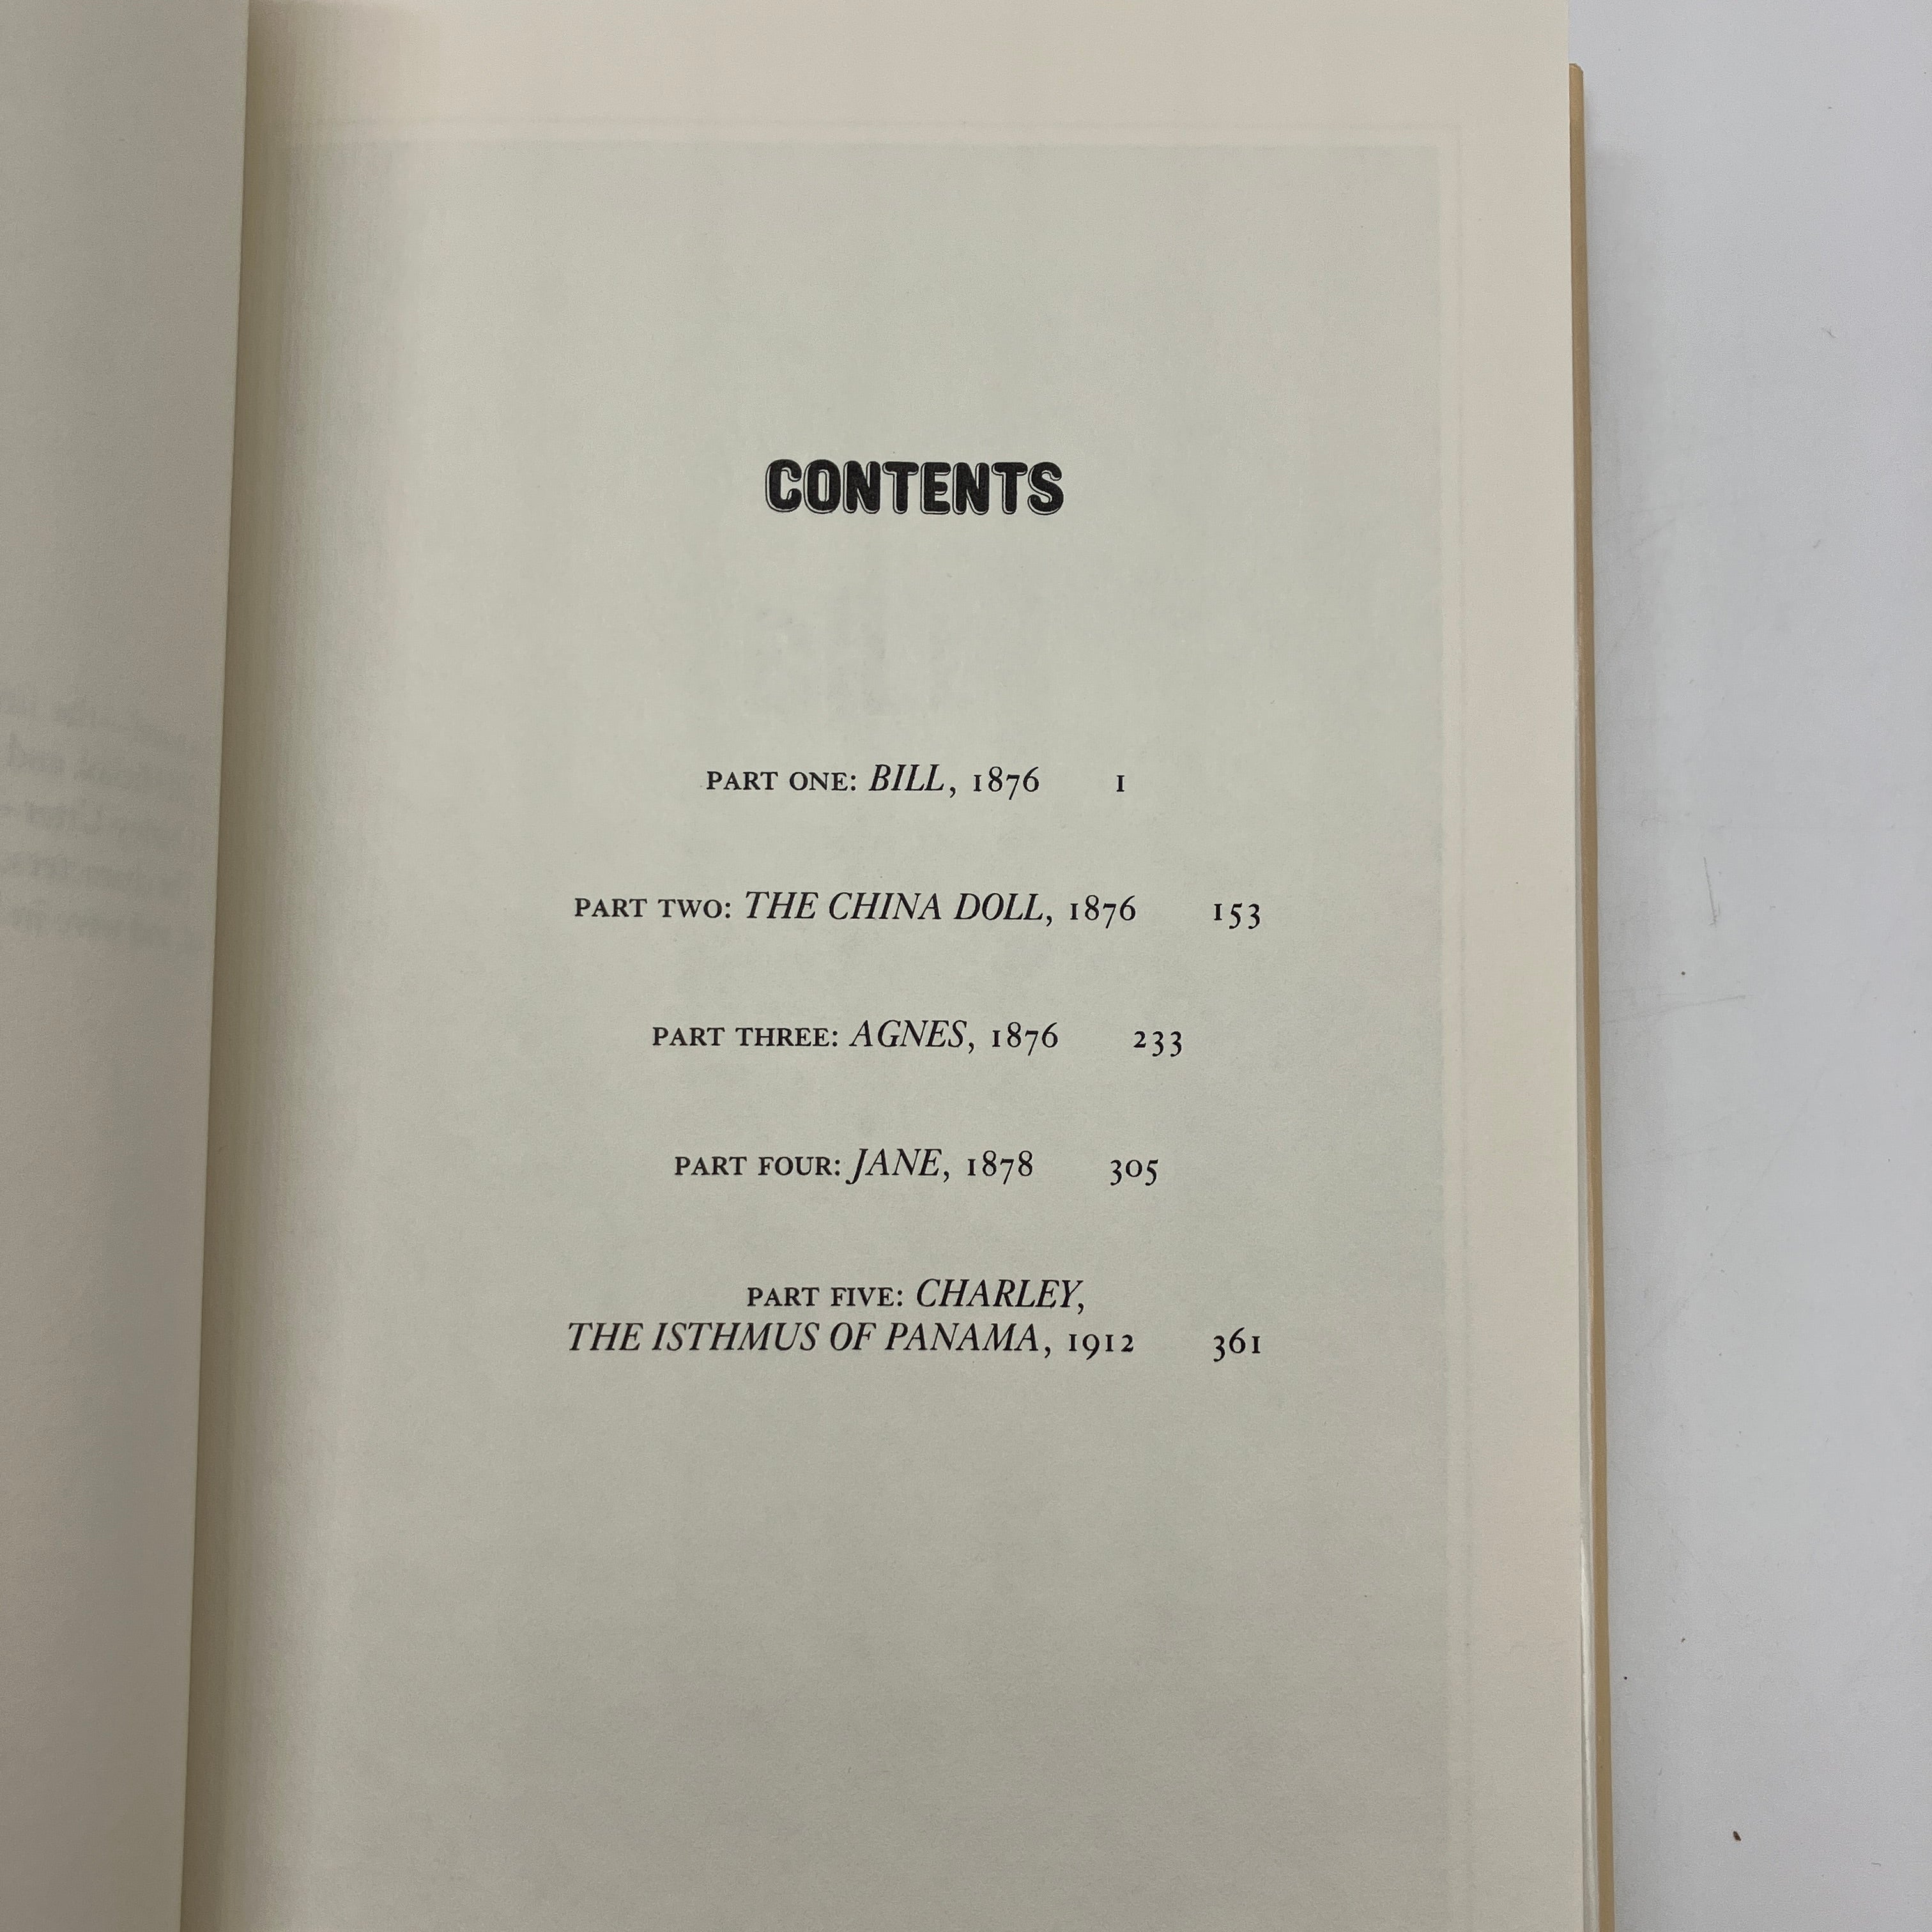 CONTENTS
PART ONE: BILL, 1876 1
PART TWO: THE CHINA DOLL, 1876 153
PART THREE: AGNES, 1876 233
PART FOUR: JANE, 1878 305
PART FIVE: CHARLEY,
THE ISTHMUS OF PANAMA, 1912 361